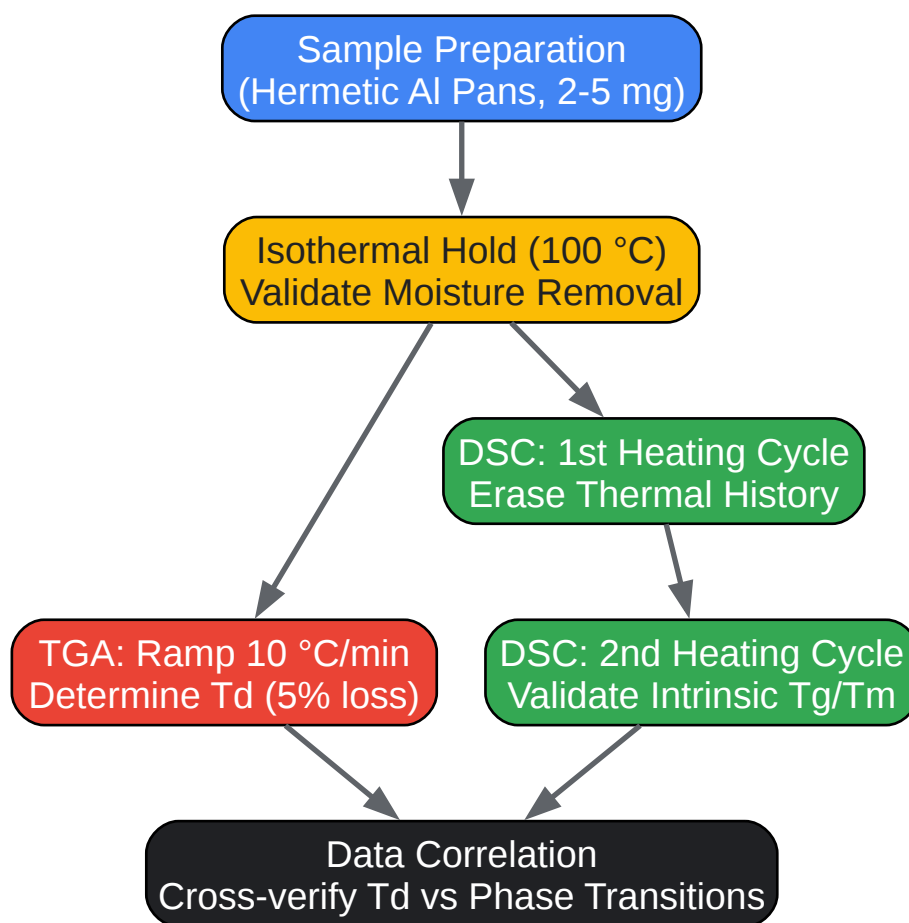 Sample Preparation
(Hermetic Al Pans, 2-5 mg)
Isothermal Hold (100 °C)
Validate Moisture Removal
DSC: 1st Heating Cycle
Erase Thermal History
TGA: Ramp 10 °C/min
Determine Td (5% loss)
DSC: 2nd Heating Cycle
Validate Intrinsic Tg/Tm
Data Correlation
Cross-verify Td vs Phase Transitions